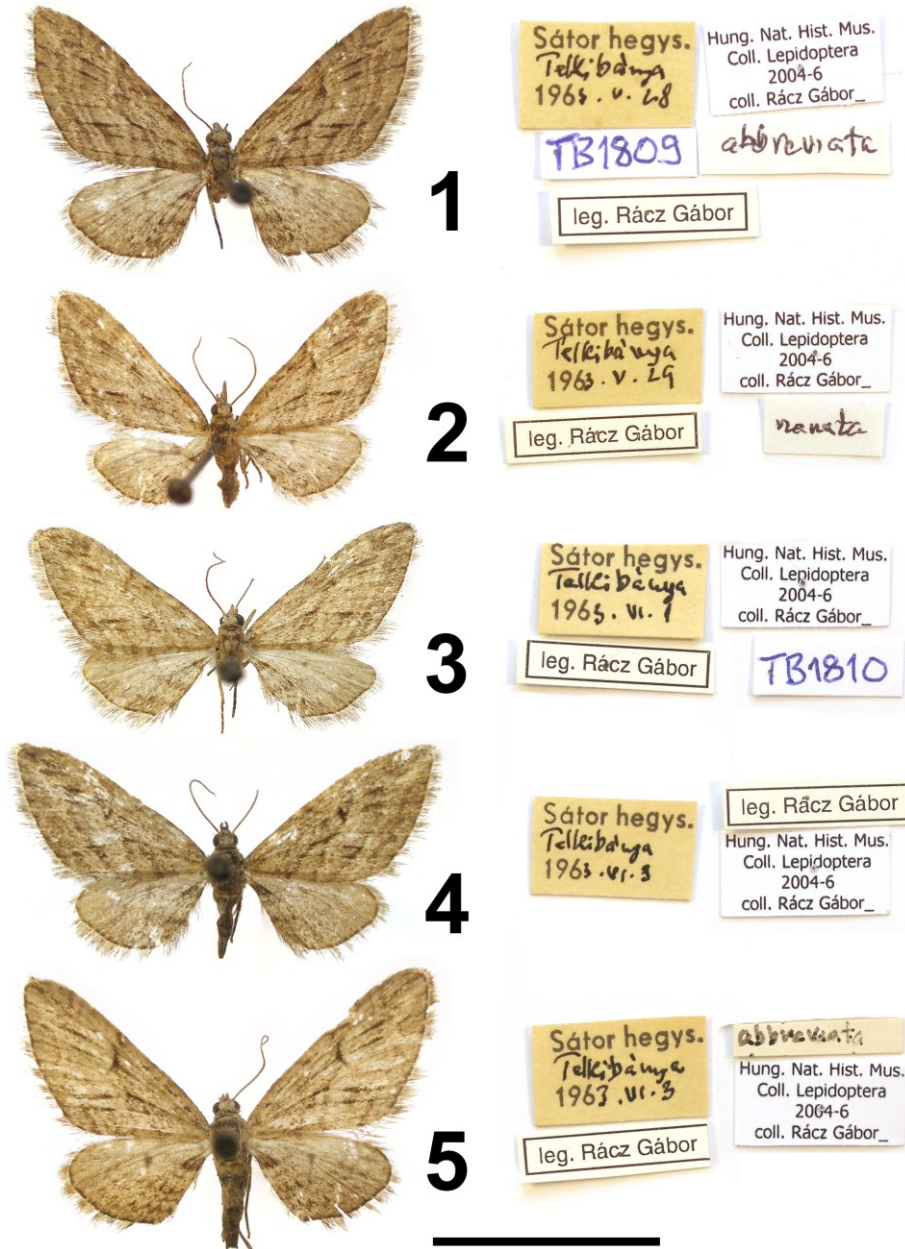 1
Sátor hegys.
Telkibánya
1963. V. 28
Hung. Nat. Hist. Mus.
Coll. Lepidoptera
2004-6
coll. Rácz Gábor_
TB1809
abbreviata
leg. Rácz Gábor
2
Sátor hegys.
Telkibánya
1963. V. 29
Hung. Nat. Hist. Mus.
Coll. Lepidoptera
2004-6
coll. Rácz Gábor_
leg. Rácz Gábor
nanata
3
Sátor hegys.
Telkibánya
1963. VI. 1
Hung. Nat. Hist. Mus.
Coll. Lepidoptera
2004-6
coll. Rácz Gábor_
leg. Rácz Gábor
TB1810
4
Sátor hegys.
Telkibánya
1963. VI. 3
leg. Rácz Gábor
Hung. Nat. Hist. Mus.
Coll. Lepidoptera
2004-6
coll. Rácz Gábor_
5
Sátor hegys.
Telkibánya
1963. VI. 3
leg. Rácz Gábor
abbreviata
Hung. Nat. Hist. Mus.
Coll. Lepidoptera
2004-6
coll. Rácz Gábor_